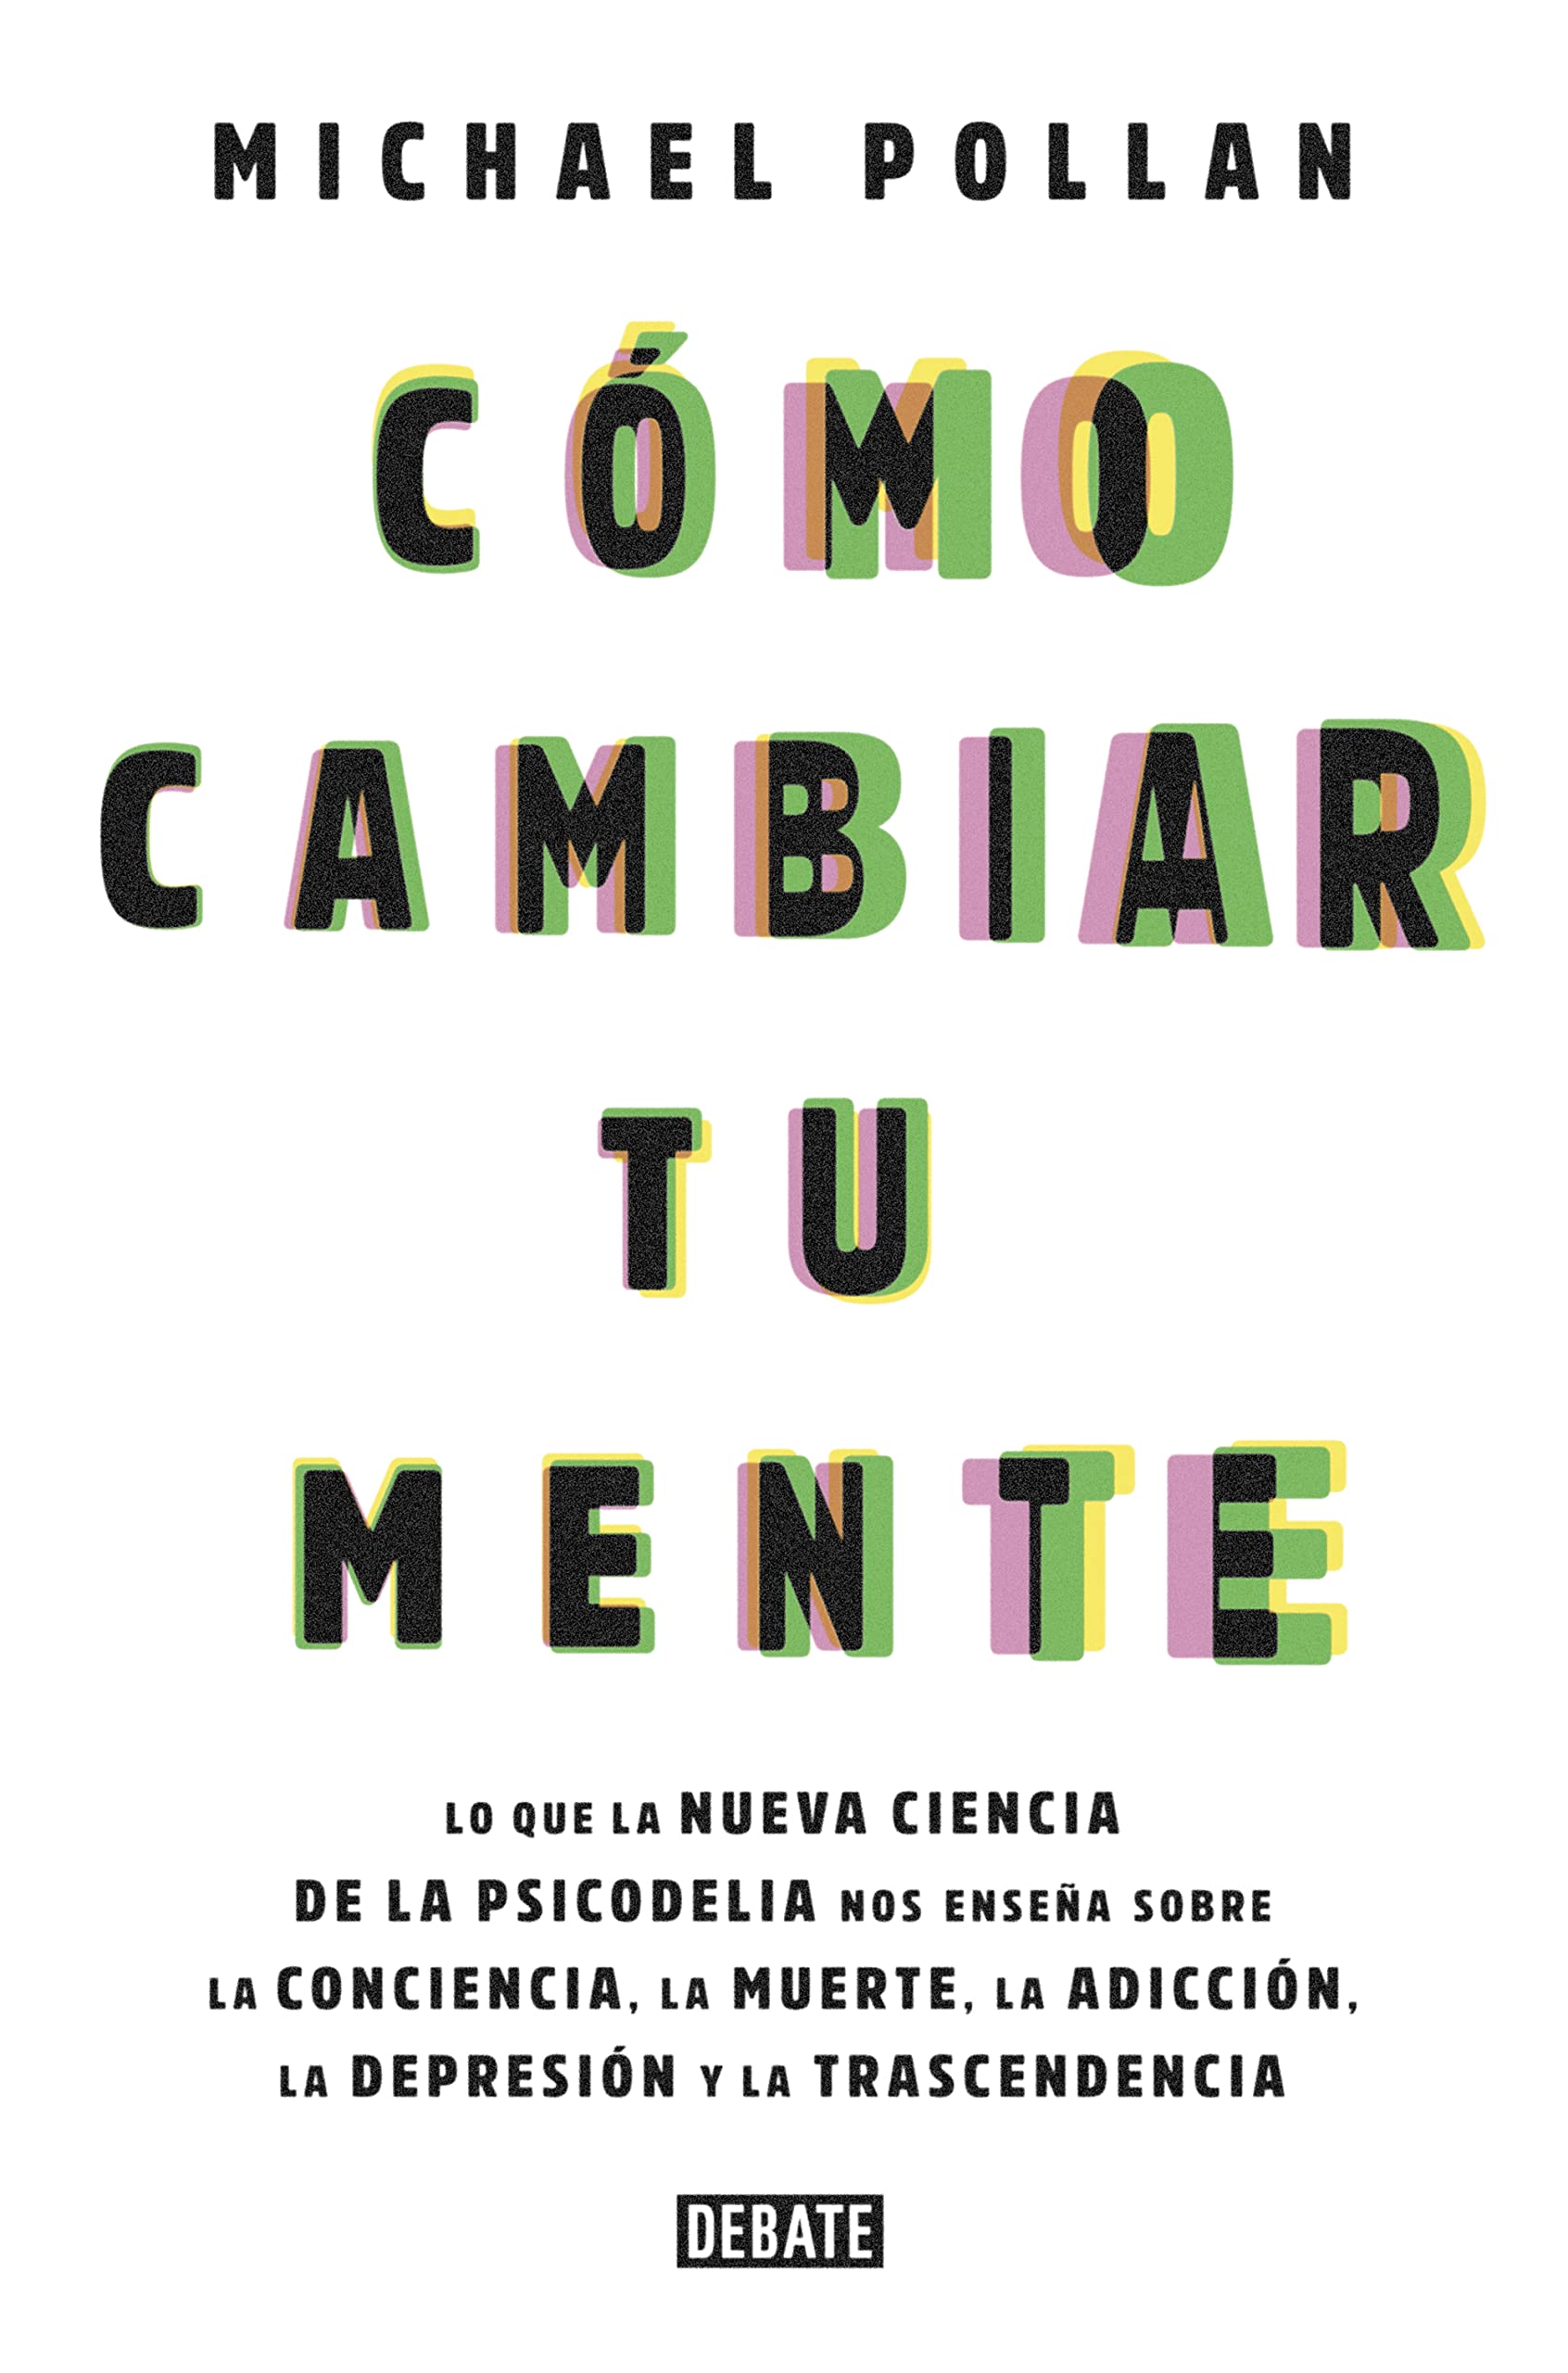 MICHAEL POLLAN
CÓMO
CAMBIAR
TU
MENTE
LO QUE LA NUEVA CIENCIA
DE LA PSICODELIA NOS ENSEÑA SOBRE
LA CONCIENCIA, LA MUERTE, LA ADICCIÓN,
LA DEPRESIÓN Y LA TRASCENDENCIA
DEBATE